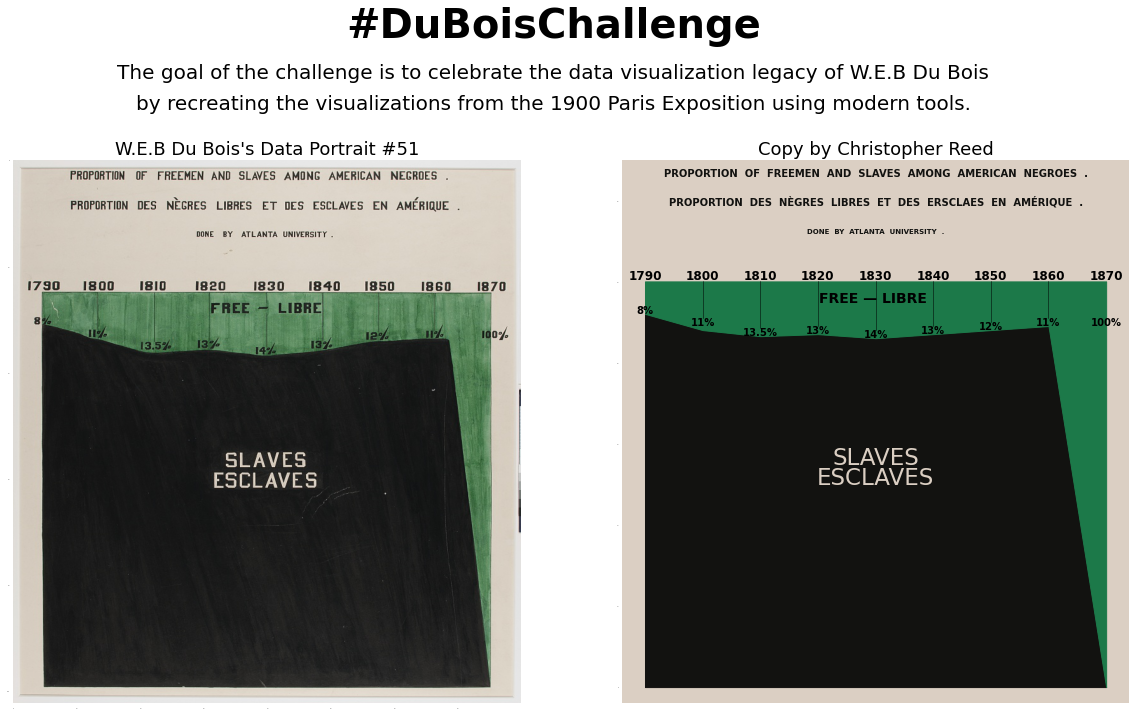 #DuBoisChallenge
The goal of the challenge is to celebrate the data visualization legacy of W.E.B Du Bois
by recreating the visualizations from the 1900 Paris Exposition using modern tools.
W.E.B Du Bois's Data Portrait #51
PROPORTION OF FREEMEN AND SLAVES AMONG AMERICAN NEGROES .
PROPORTION DES NÈGRES LIBRES ET DES ESCLAVES EN AMÉRIQUE .
DONE BY ATLANTA UNIVERSITY .
1790 1800 1810 1820 1830 1840 1850 1860 1870
FREE – LIBRE
8% 11% 13.5% 13% 14% 13% 12% 11% 100%
SLAVES
ESCLAVES
Copy by Christopher Reed
PROPORTION OF FREEMEN AND SLAVES AMONG AMERICAN NEGROES .
PROPORTION DES NÈGRES LIBRES ET DES ERSCLAES EN AMÉRIQUE .
DONE BY ATLANTA UNIVERSITY .
1790 1800 1810 1820 1830 1840 1850 1860 1870
FREE — LIBRE
8% 11% 13.5% 13% 14% 13% 12% 11% 100%
SLAVES
ESCLAVES